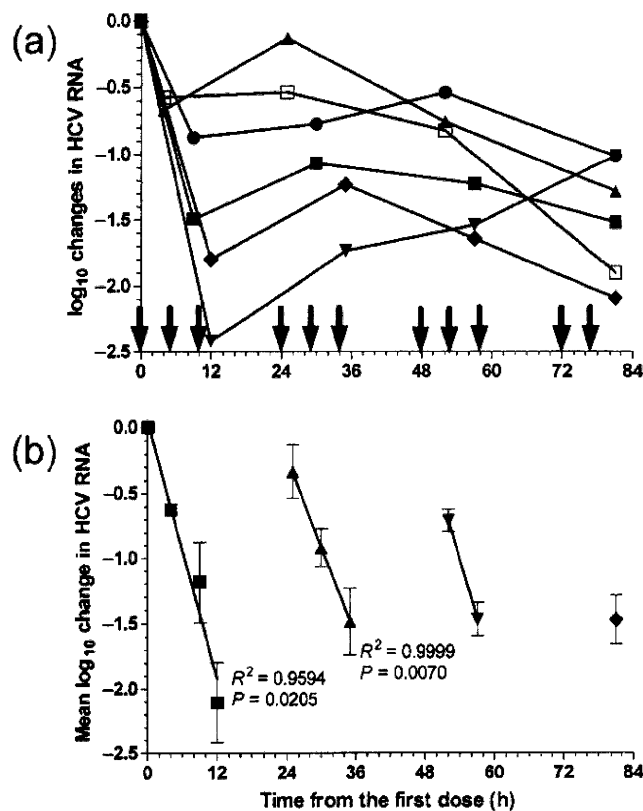 (a)
log10 changes in HCV RNA
0.0
−0.5
−1.0
−1.5
−2.0
−2.5
0 12 24 36 48 60 72 84
(b)
Mean log10 change in HCV RNA
0.0
−0.5
−1.0
−1.5
−2.0
−2.5
R2 = 0.9594
P = 0.0205
R2 = 0.9999
P = 0.0070
0 12 24 36 48 60 72 84
Time from the first dose (h)